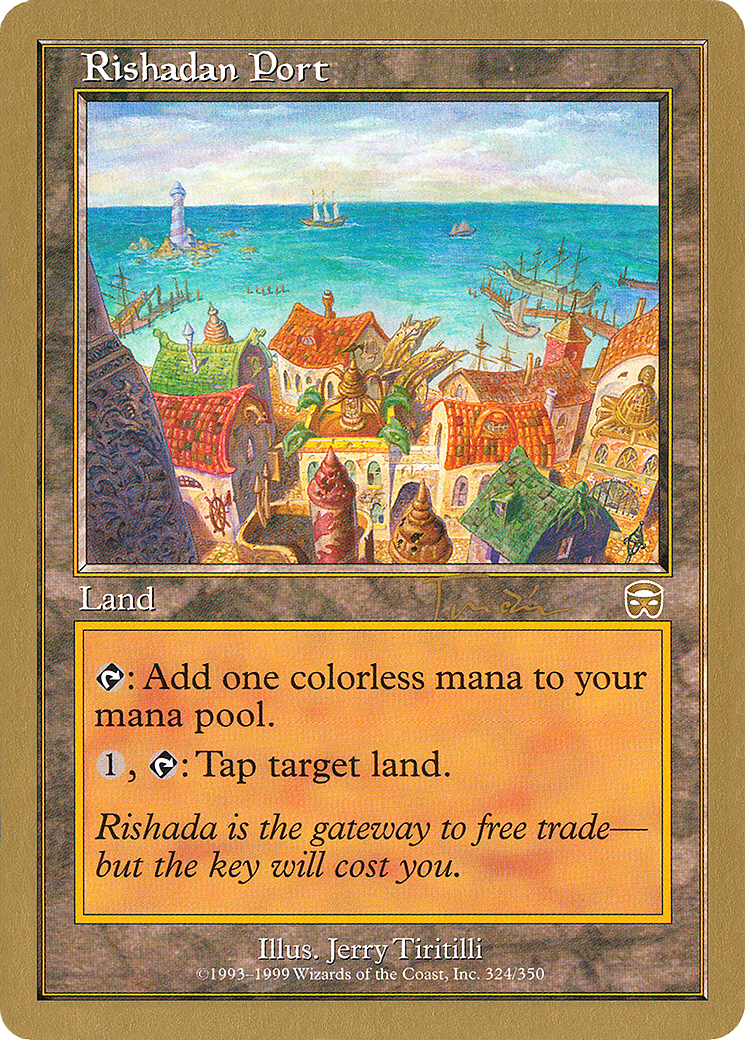 Rishadan Port
Land
: Add one colorless mana to your
mana pool.
1, : Tap target land.
Rishada is the gateway to free trade—
but the key will cost you.
Illus. Jerry Tiritilli
©1993–1999 Wizards of the Coast, Inc. 324/350